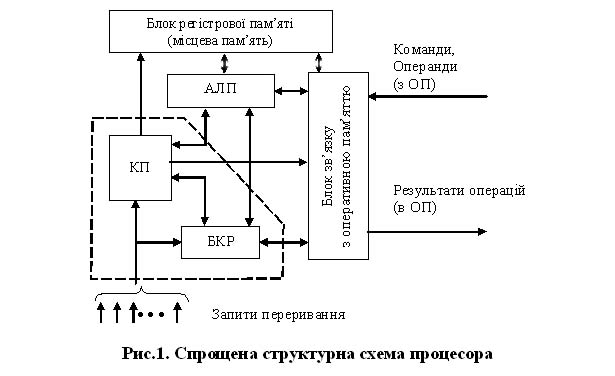 Блок регістрової пам’яті
(місцева пам’ять)
АЛП
Команди,
Операнди
(з ОП)
КП
Блок зв’язку
з оперативною пам’яттю
Результати операцій
(в ОП)
БКР
Запити переривання
Рис.1. Спрощена структурна схема процесора